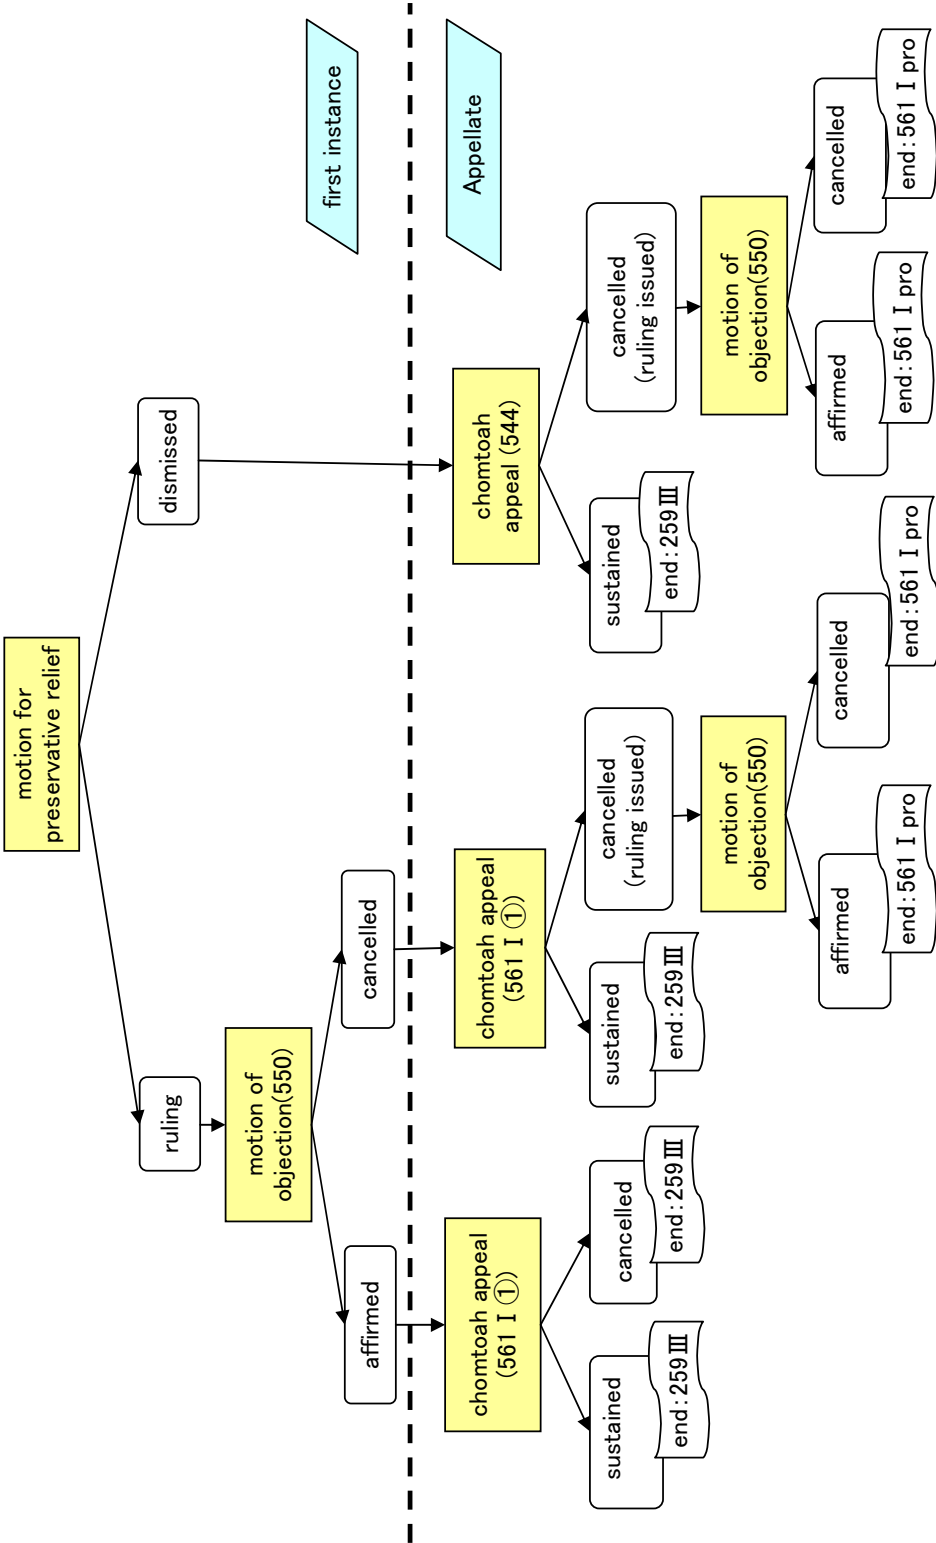 motion for
preservative relief
ruling
dismissed
motion of
objection(550)
first instance
affirmed
cancelled
Appellate
chomtoah appeal
(561 I ①)
chomtoah appeal
(561 I ①)
chomtoah
appeal (544)
sustained
end:259Ⅲ
cancelled
end:259Ⅲ
sustained
end:259Ⅲ
cancelled
(ruling issued)
sustained
end:259Ⅲ
cancelled
(ruling issued)
motion of
objection(550)
motion of
objection(550)
affirmed
end:561 I pro
cancelled
end:561 I pro
affirmed
end:561 I pro
cancelled
end:561 I pro